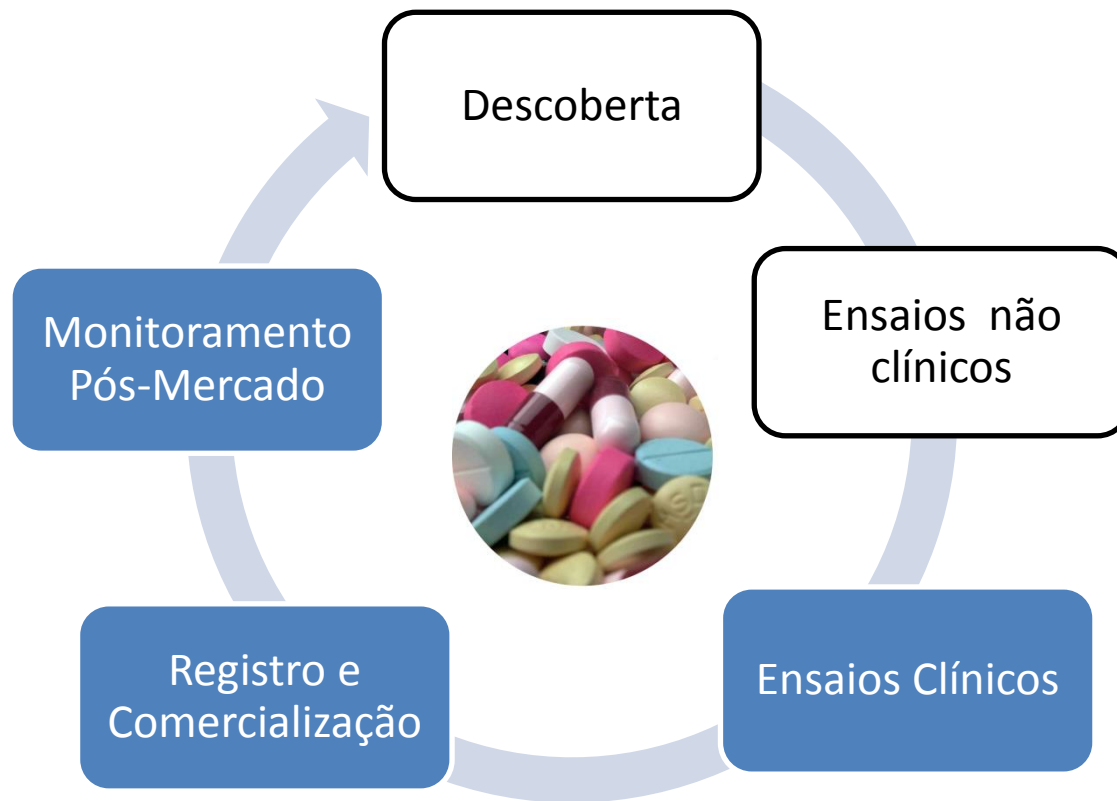 Descoberta
Ensaios não
clínicos
Ensaios Clínicos
Registro e
Comercialização
Monitoramento
Pós-Mercado